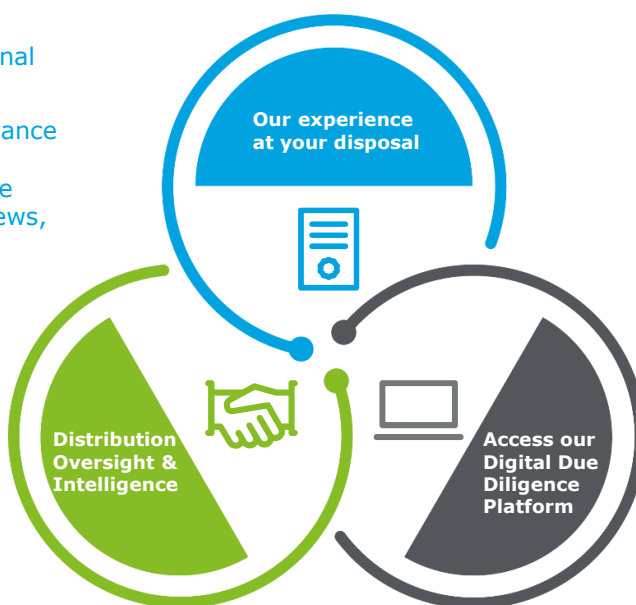 Our experience
at your disposal
Distribution
Oversight &
Intelligence
Access our
Digital Due
Diligence
Platform